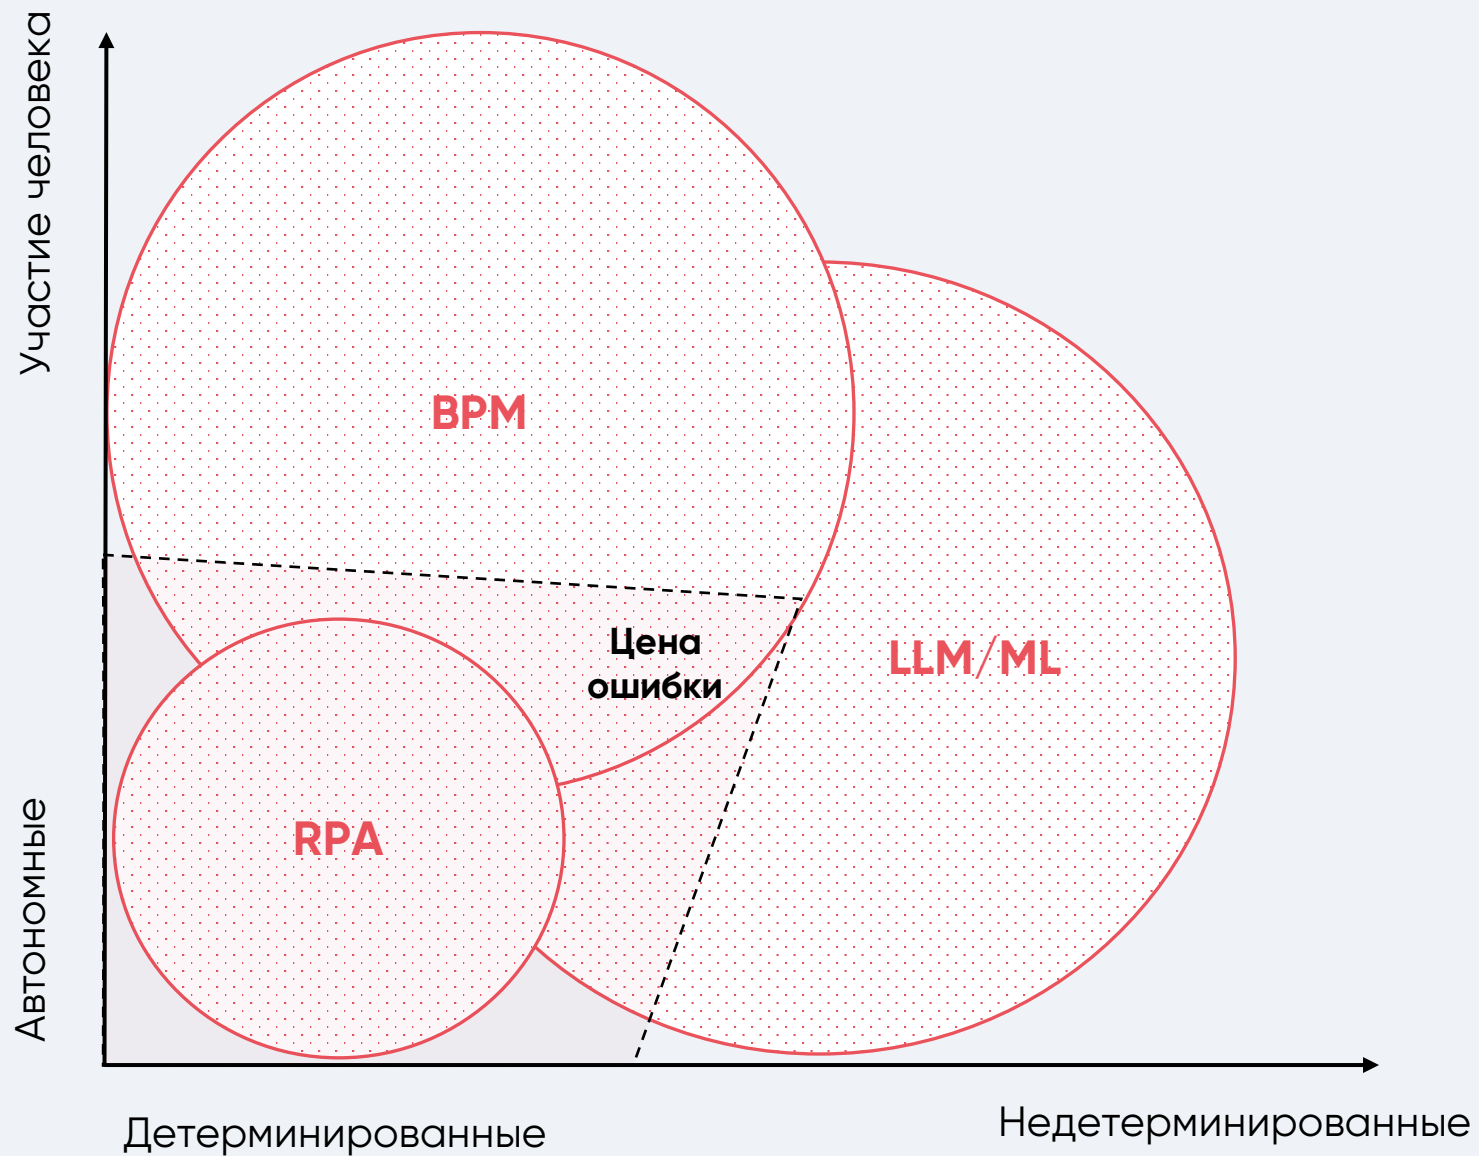 Участие человека
BPM
Цена
ошибки
LLM/ML
RPA
Автономные
Детерминированные
Недетерминированные